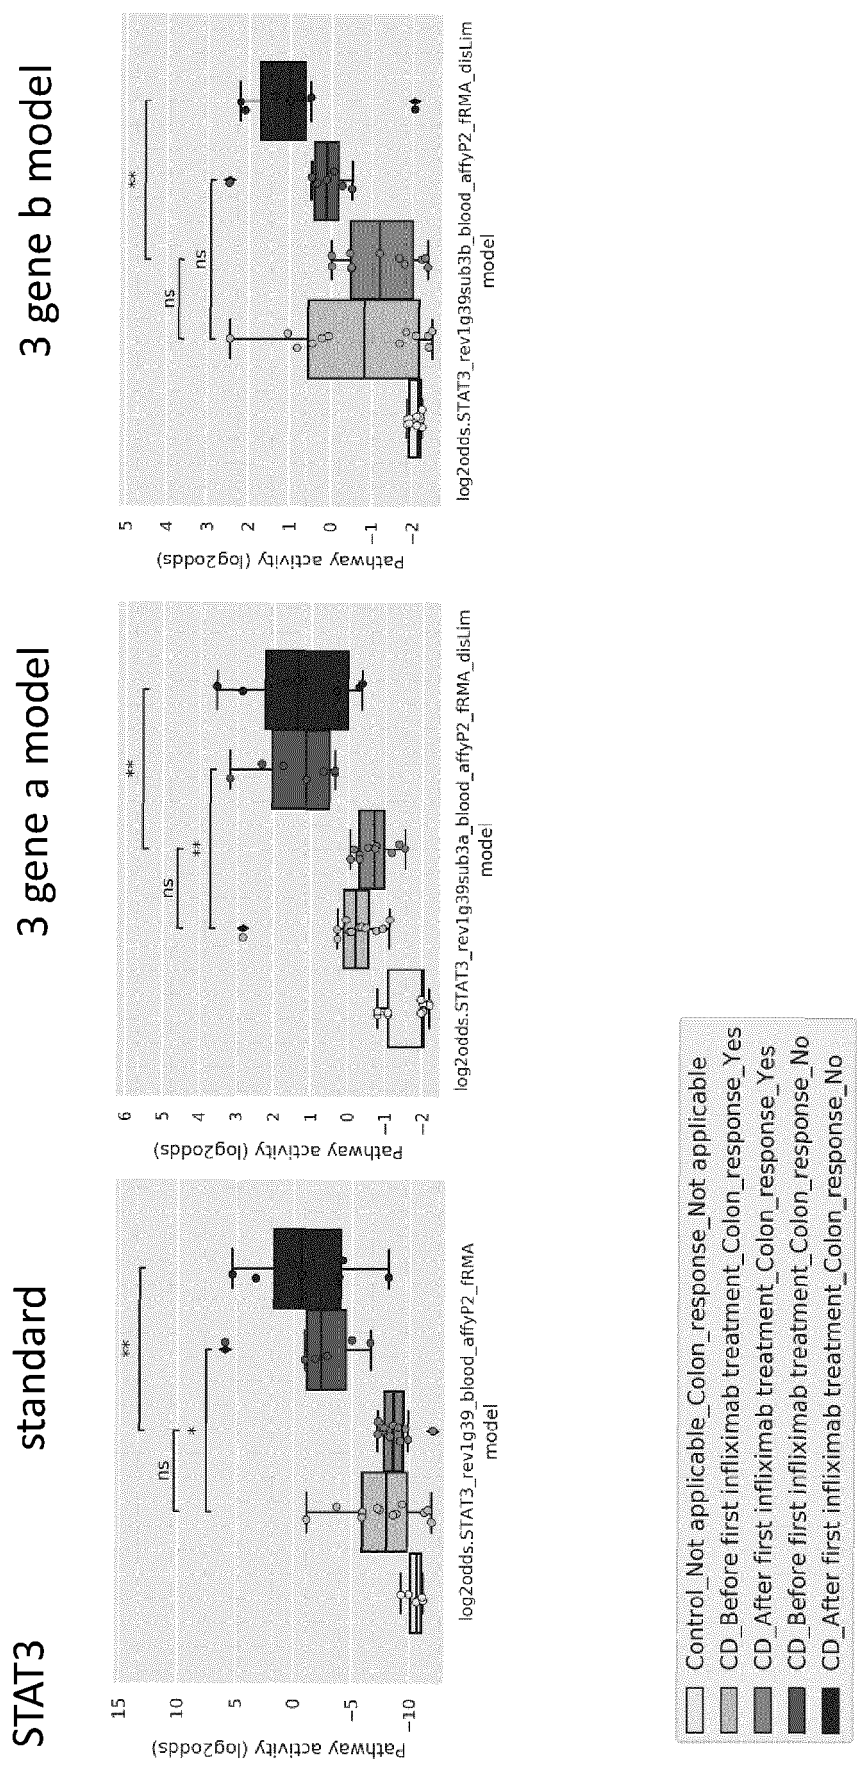 STAT3
standard
3 gene a model
3 gene b model
Pathway activity (log2odds)
15
10
5
0
−5
−10
ns
*
**
log2odds.STAT3_rev1g39_blood_affyP2_fRMA
model
Pathway activity (log2odds)
6
5
4
3
2
1
0
−1
−2
ns
**
**
log2odds.STAT3_rev1g39sub3a_blood_affyP2_fRMA_disLim
model
Pathway activity (log2odds)
5
4
3
2
1
0
−1
−2
ns
ns
**
log2odds.STAT3_rev1g39sub3b_blood_affyP2_fRMA_disLim
model
Control_Not applicable_Colon_response_Not applicable
CD_Before first infliximab treatment_Colon_response_Yes
CD_After first infliximab treatment_Colon_response_Yes
CD_Before first infliximab treatment_Colon_response_No
CD_After first infliximab treatment_Colon_response_No